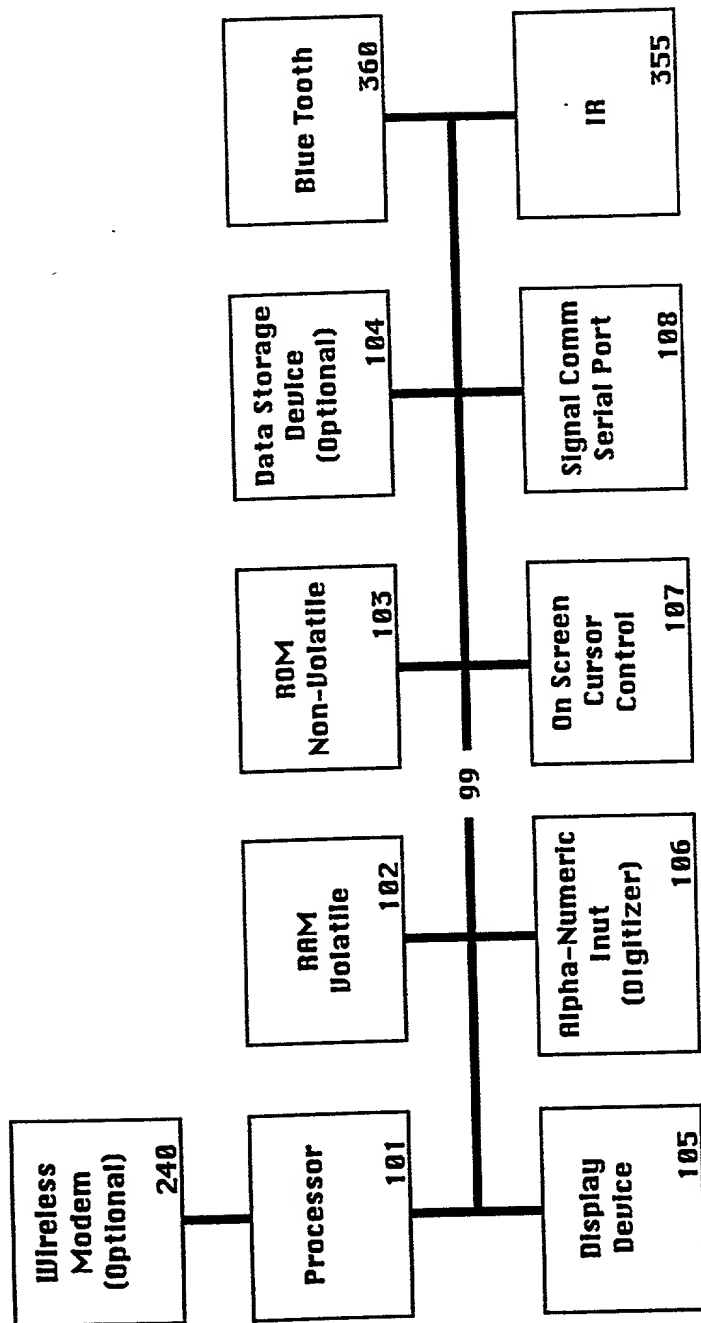 Wireless
Modem
(Optional)
240
Processor
101
RAM
Volatile
102
ROM
Non-Volatile
103
Data Storage
Device
(Optional)
104
Blue Tooth
360
99
Display
Device
105
Alpha-Numeric
Inut
(DIgitizer)
106
On Screen
Cursor
Control
107
Signal Comm
Serial Port
108
IR
355